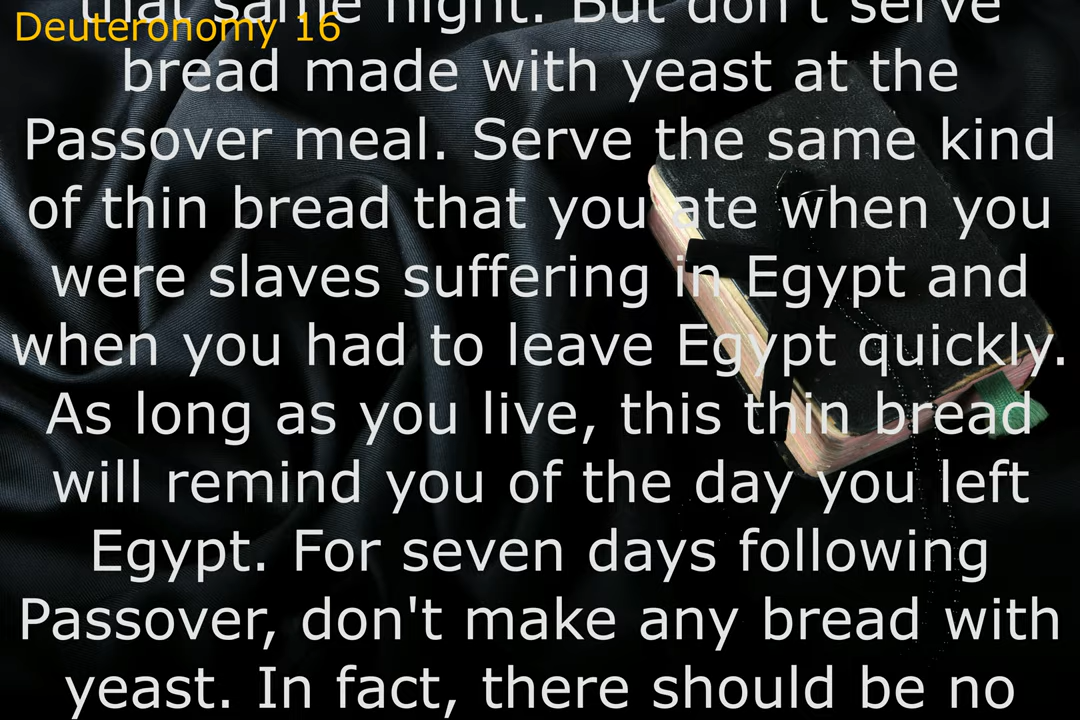 that same night. But don't serve
Deuteronomy 16
bread made with yeast at the
Passover meal. Serve the same kind
of thin bread that you ate when you
were slaves suffering in Egypt and
when you had to leave Egypt quickly.
As long as you live, this thin bread
will remind you of the day you left
Egypt. For seven days following
Passover, don't make any bread with
yeast. In fact, there should be no